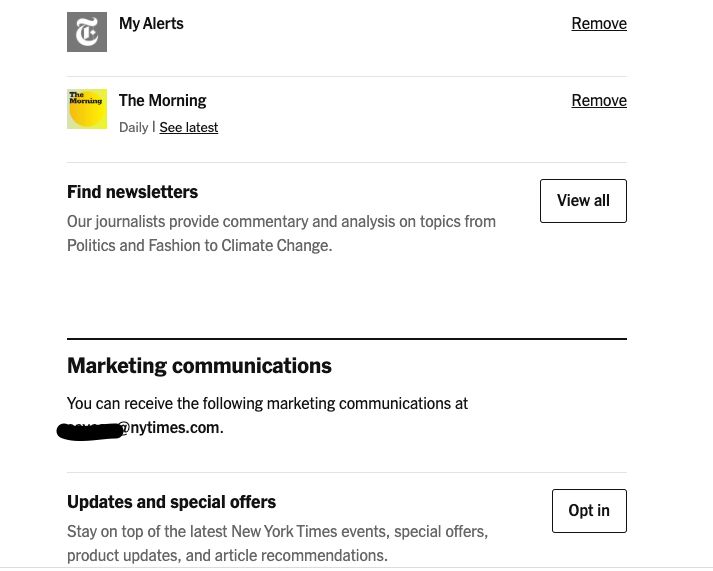 My Alerts
Remove
The Morning
The Morning
Remove
Daily | See latest
Find newsletters
View all
Our journalists provide commentary and analysis on topics from
Politics and Fashion to Climate Change.
Marketing communications
You can receive the following marketing communications at
@nytimes.com.
Updates and special offers
Opt in
Stay on top of the latest New York Times events, special offers,
product updates, and article recommendations.